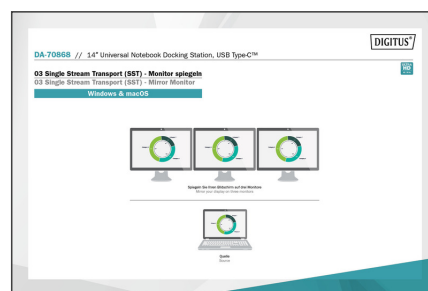 DIGITUS®
DA-70868 // 14" Universal Notebook Docking Station, USB Type-C™
03 Single Stream Transport (SST) - Monitor spiegeln
03 Single Stream Transport (SST) - Mirror Monitor
Windows & macOS
HD
Spiegeln Sie Ihren Bildschirm auf drei Monitore
Mirror your display on three monitors
Quelle
Source